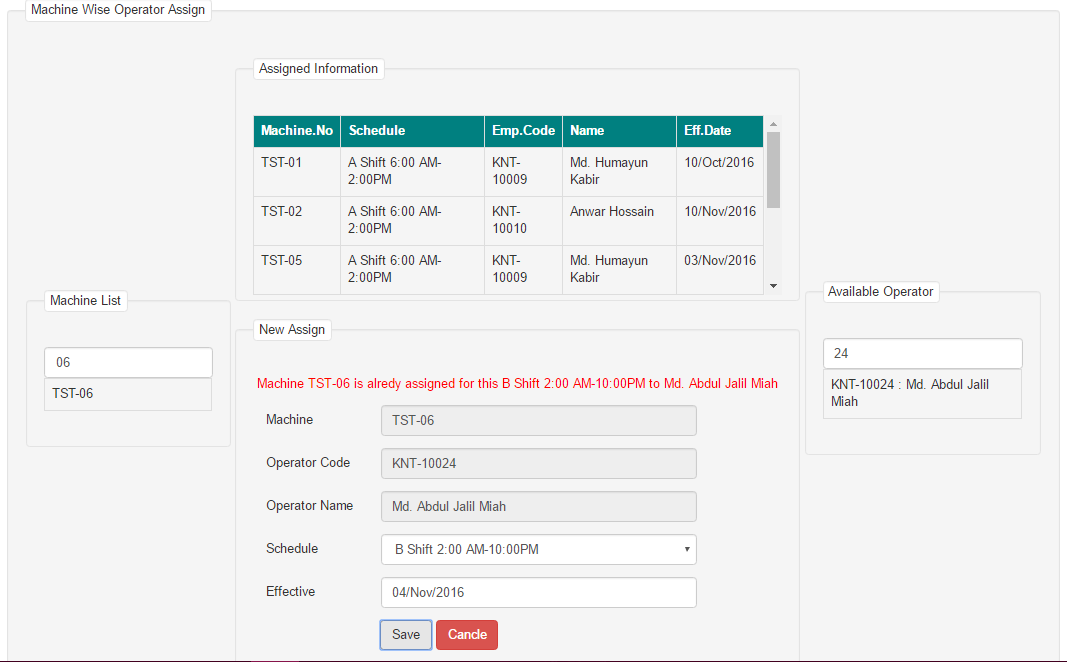 Machine Wise Operator Assign
Assigned Information
Machine.No Schedule Emp.Code Name Eff.Date
TST-01 A Shift 6:00 AM- KNT- Md. Humayun 10/Oct/2016
2:00PM 10009 Kabir
TST-02 A Shift 6:00 AM- KNT- Anwar Hossain 10/Nov/2016
2:00PM 10010
TST-05 A Shift 6:00 AM- KNT- Md. Humayun 03/Nov/2016
2:00PM 10009 Kabir
Machine List
06
TST-06
New Assign
Machine TST-06 is alredy assigned for this B Shift 2:00 AM-10:00PM to Md. Abdul Jalil Miah
Machine TST-06
Operator Code KNT-10024
Operator Name Md. Abdul Jalil Miah
Schedule B Shift 2:00 AM-10:00PM
Effective 04/Nov/2016
Save Cancle
Available Operator
24
KNT-10024 : Md. Abdul Jalil
Miah